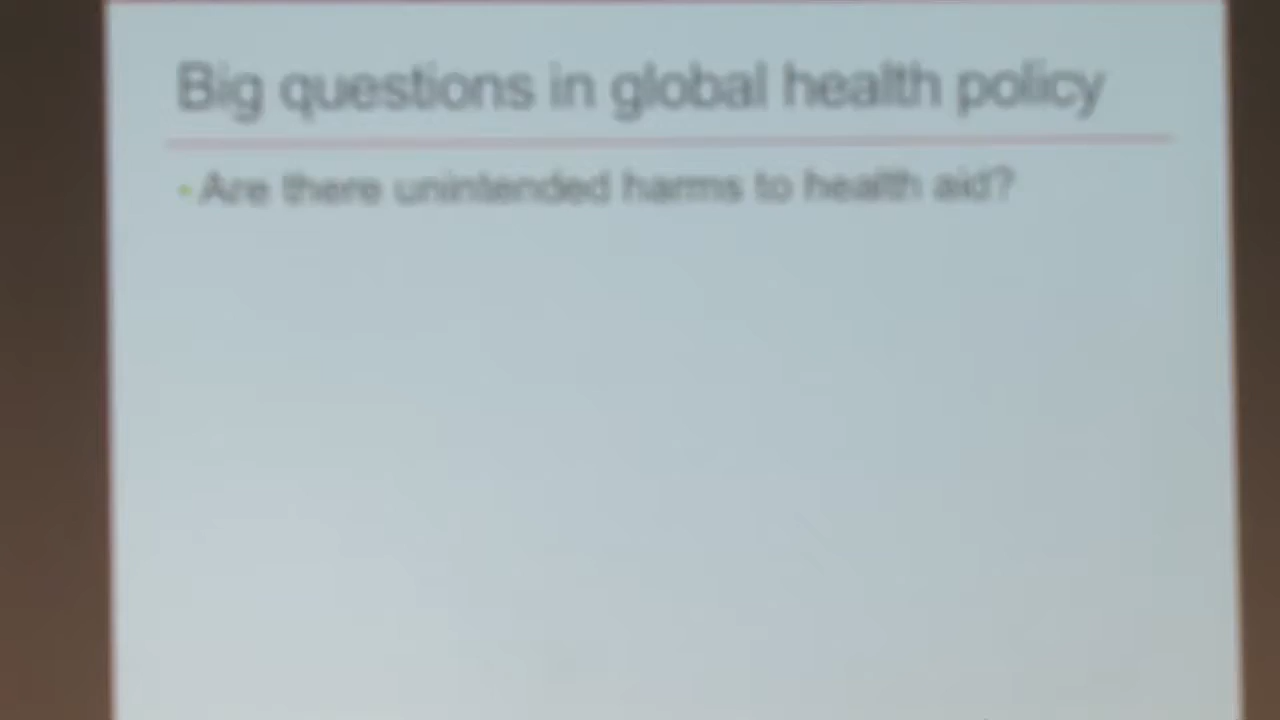 Big questions in global health policy
• Are there unintended harms to health aid?